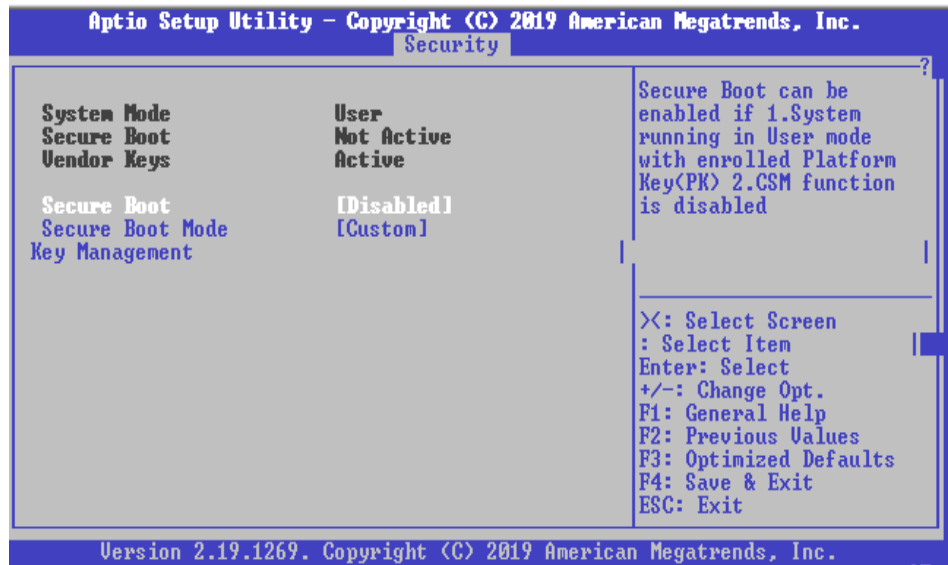 Aptio Setup Utility – Copyright (C) 2019 American Megatrends, Inc.
Security
?
System Mode User
Secure Boot Not Active
Vendor Keys Active
Secure Boot [Disabled]
Secure Boot Mode [Custom]
Key Management
Secure Boot can be
enabled if 1.System
running in User mode
with enrolled Platform
Key(PK) 2.CSM function
is disabled
><: Select Screen
: Select Item
Enter: Select
+/-: Change Opt.
F1: General Help
F2: Previous Values
F3: Optimized Defaults
F4: Save & Exit
ESC: Exit
Version 2.19.1269. Copyright (C) 2019 American Megatrends, Inc.